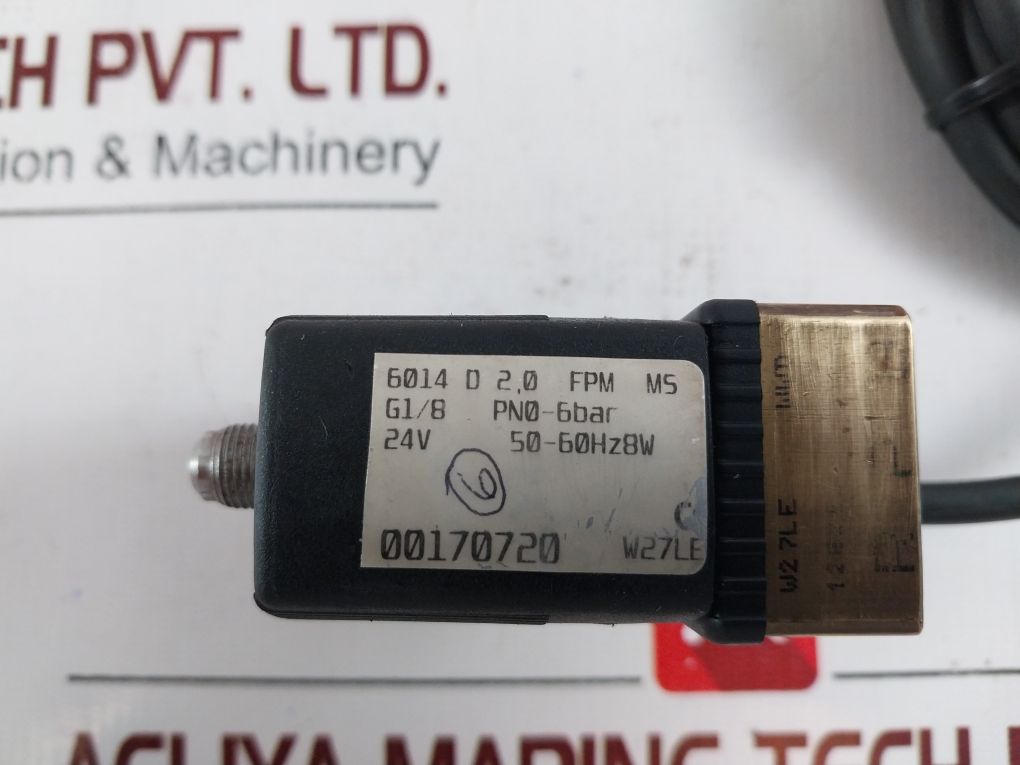 CH PVT. LTD.
ion & Machinery
6014 D 2,0 FPM MS
G1/8 PN0-6bar
24V 50-60Hz8W
6
C
00170720 W27LE
W27LE